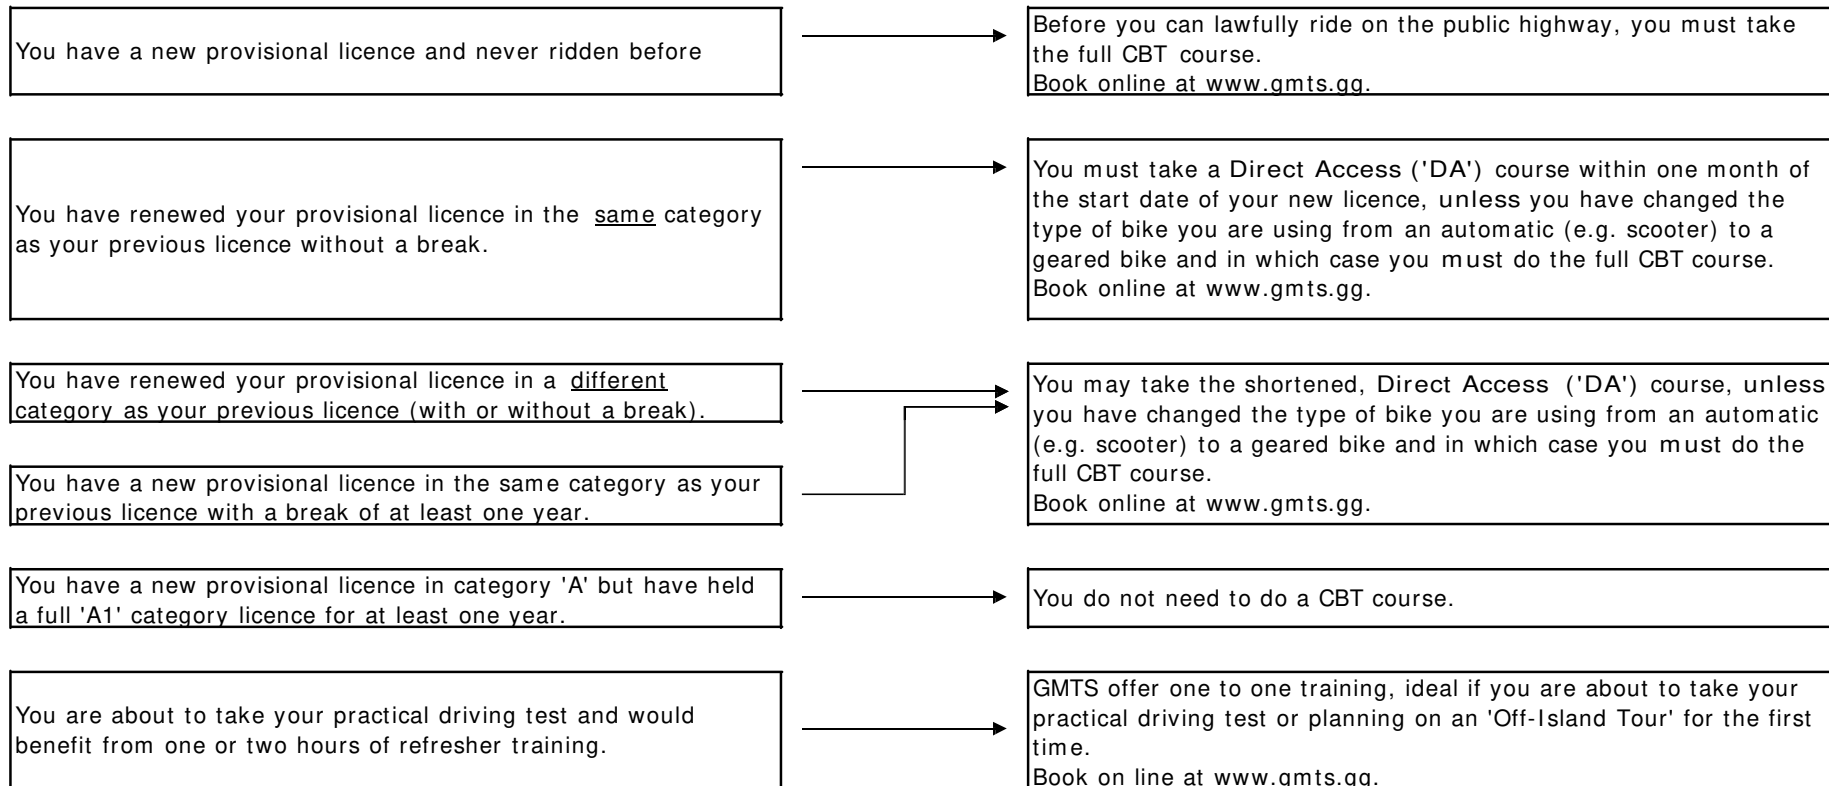 You have a new provisional licence and never ridden before
Before you can lawfully ride on the public highway, you must take
the full CBT course.
Book online at www.gmts.gg.
You have renewed your provisional licence in the same category
as your previous licence without a break.
You must take a Direct Access ('DA') course within one month of
the start date of your new licence, unless you have changed the
type of bike you are using from an automatic (e.g. scooter) to a
geared bike and in which case you must do the full CBT course.
Book online at www.gmts.gg.
You have renewed your provisional licence in a different
category as your previous licence (with or without a break).
You have a new provisional licence in the same category as your
previous licence with a break of at least one year.
You may take the shortened, Direct Access ('DA') course, unless
you have changed the type of bike you are using from an automatic
(e.g. scooter) to a geared bike and in which case you must do the
full CBT course.
Book online at www.gmts.gg.
You have a new provisional licence in category 'A' but have held
a full 'A1' category licence for at least one year.
You do not need to do a CBT course.
You are about to take your practical driving test and would
benefit from one or two hours of refresher training.
GMTS offer one to one training, ideal if you are about to take your
practical driving test or planning on an 'Off-Island Tour' for the first
time.
Book on line at www.gmts.gg.